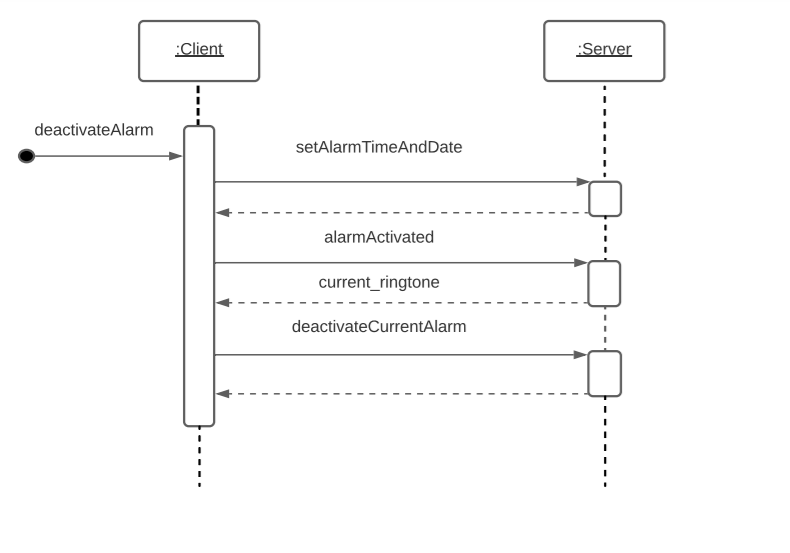 :Client
:Server
deactivateAlarm
setAlarmTimeAndDate
alarmActivated
current_ringtone
deactivateCurrentAlarm